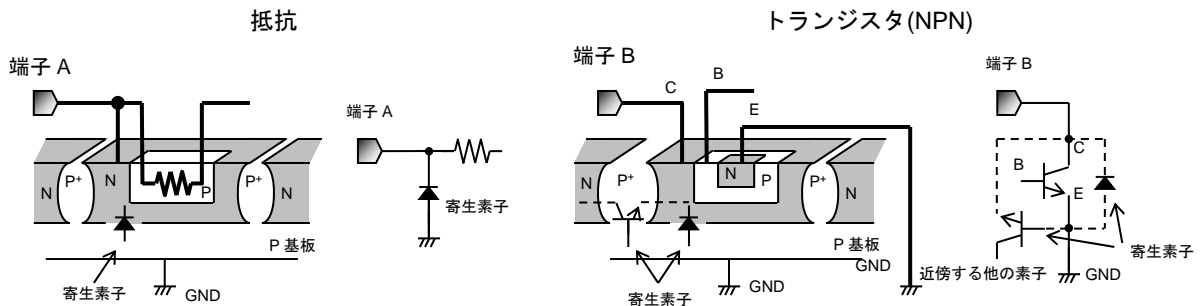 抵抗
端子 A
N
P⁺
N
P
P⁺
N
P 基板
寄生素子
GND
端子 A
寄生素子
トランジスタ(NPN)
端子 B
C
B
E
N
P⁺
N
P
P⁺
N
P 基板
GND
寄生素子
GND
端子 B
C
B
E
寄生素子
近傍する他の素子
GND